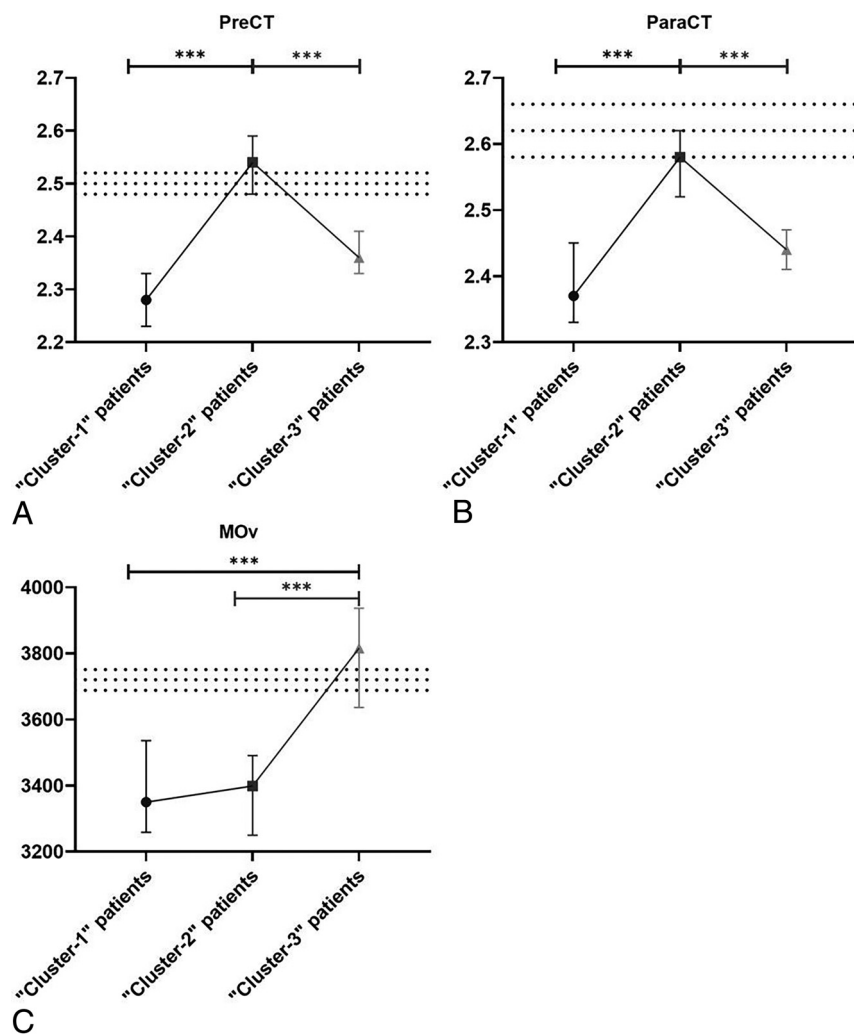 PreCT
*** ***
2.7
2.6
2.5
2.4
2.3
2.2
"Cluster-1" patients
"Cluster-2" patients
"Cluster-3" patients
A
ParaCT
*** ***
2.7
2.6
2.5
2.4
2.3
"Cluster-1" patients
"Cluster-2" patients
"Cluster-3" patients
B
MOv
***
***
4000
3800
3600
3400
3200
"Cluster-1" patients
"Cluster-2" patients
"Cluster-3" patients
C